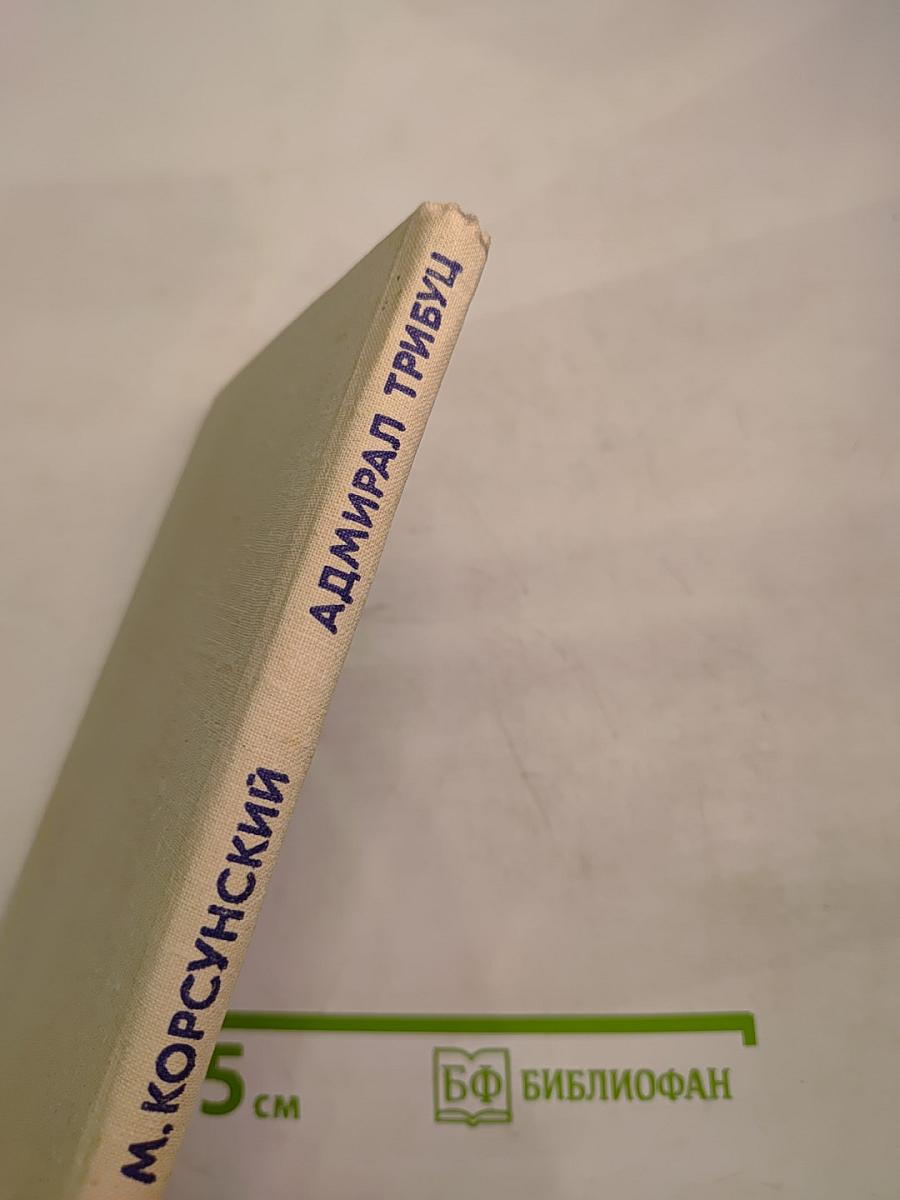 М. КОРСУНСКИЙ АДМИРАЛ ТРИБУЦ
5 см
БФ БИБЛИОФАН